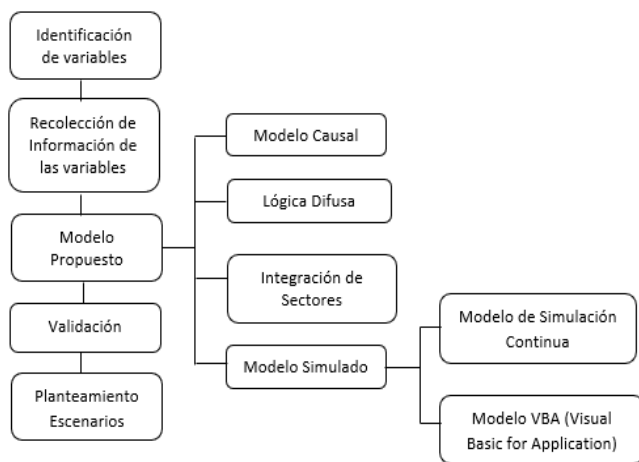 Identificación
de variables
Recolección de
Información de
las variables
Modelo
Propuesto
Validación
Planteamiento
Escenarios
Modelo Causal
Lógica Difusa
Integración de
Sectores
Modelo Simulado
Modelo de Simulación
Continua
Modelo VBA (Visual
Basic for Application)